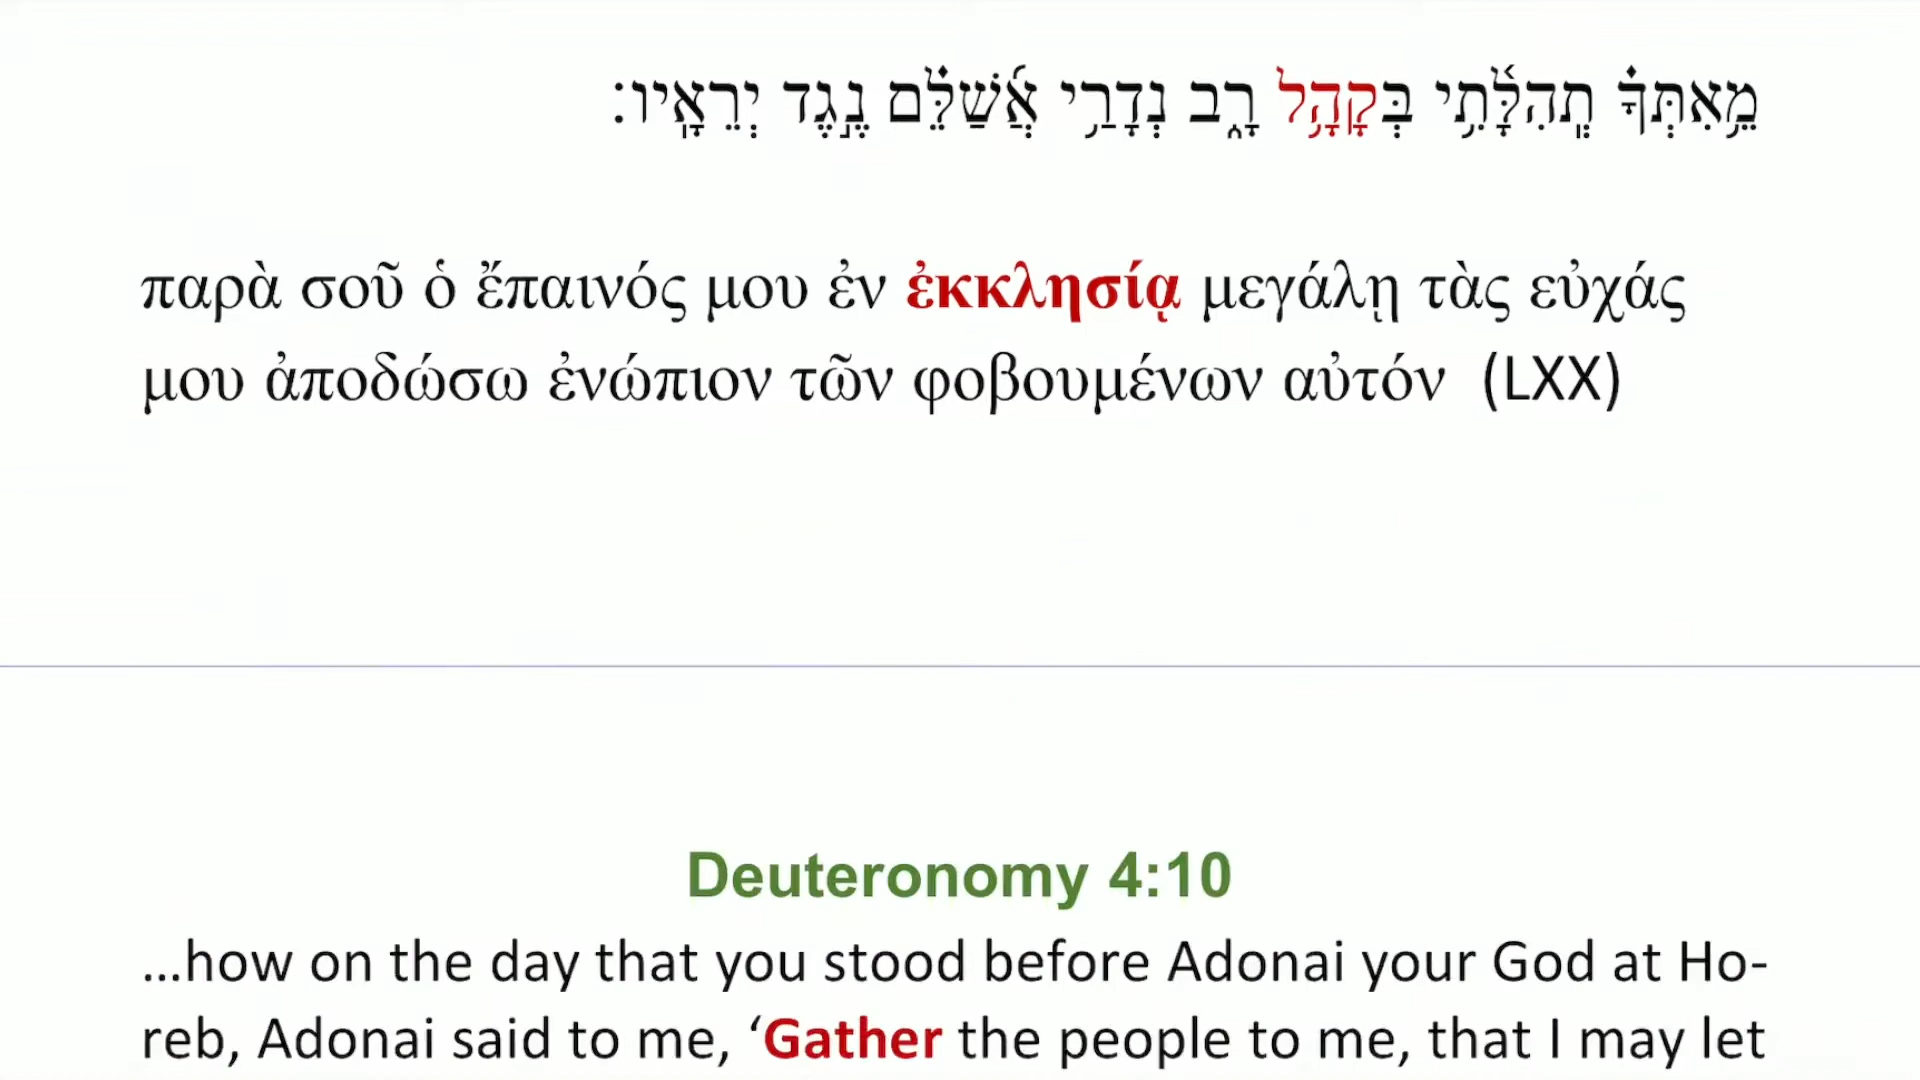 מֵ֥אִתְּךָ֗ תְֽהִלָּ֫תִ֥י בְּקָהָ֥ל רָ֑ב נְדָרַ֥י אֲ֝שַׁלֵּ֗ם נֶ֣גֶד יְרֵאָֽיו׃
παρὰ σοῦ ὁ ἔπαινός μου ἐν ἐκκλησίᾳ μεγάλῃ τὰς εὐχάς
μου ἀποδώσω ἐνώπιον τῶν φοβουμένων αὐτόν (LXX)
Deuteronomy 4:10
…how on the day that you stood before Adonai your God at Ho-
reb, Adonai said to me, ‘Gather the people to me, that I may let